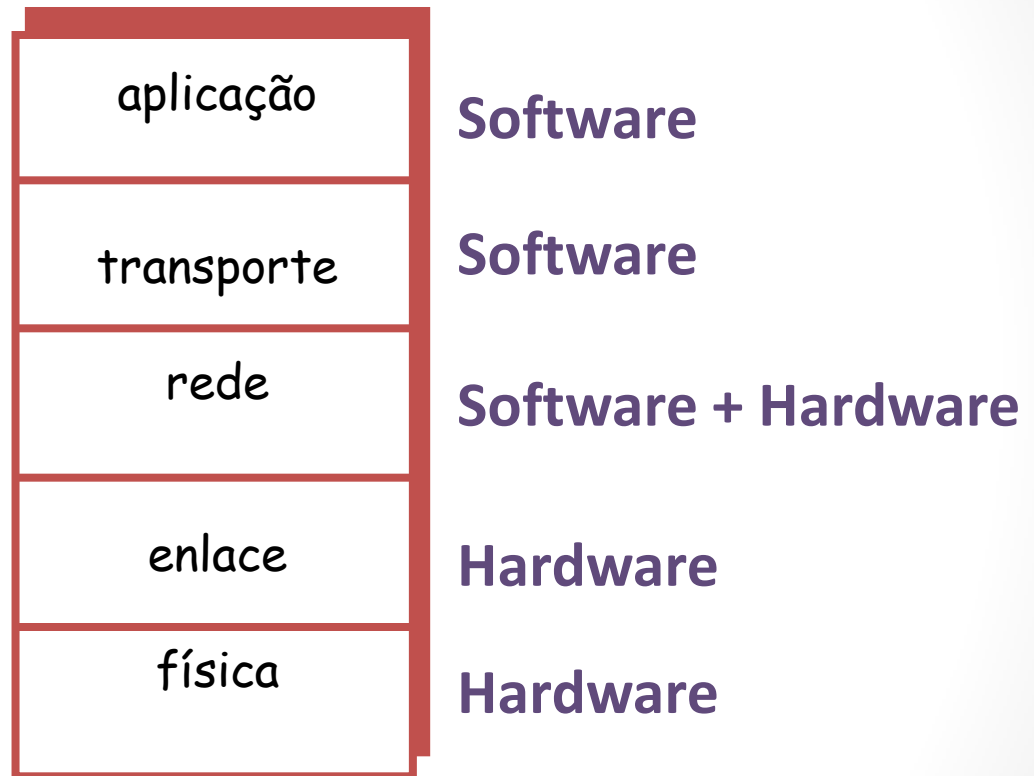 aplicação
Software
transporte
Software
rede
Software + Hardware
enlace
Hardware
física
Hardware